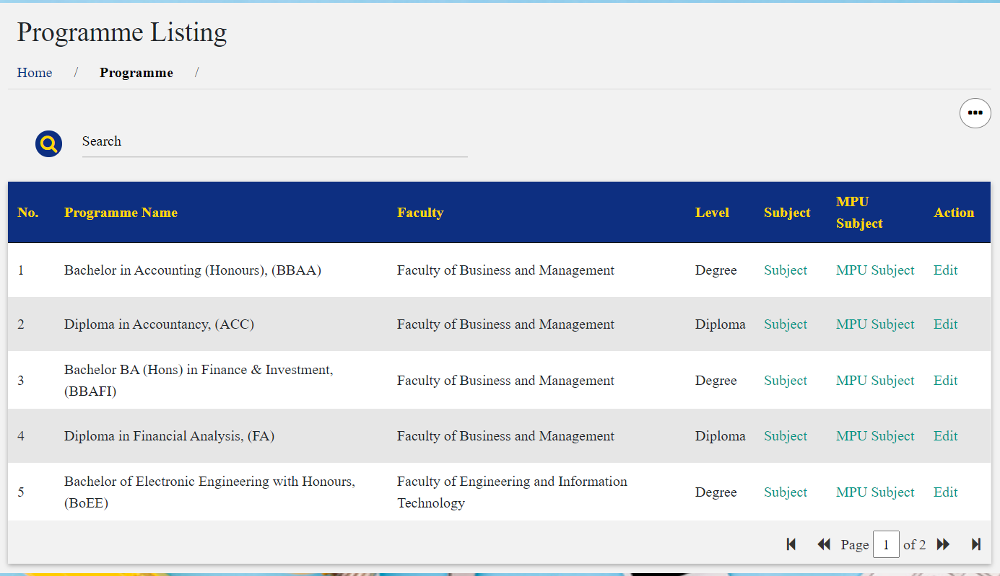 Programme Listing
Home / Programme /
•••
Search
No. Programme Name Faculty Level Subject MPU Subject Action
1 Bachelor in Accounting (Honours), (BBAA) Faculty of Business and Management Degree Subject MPU Subject Edit
2 Diploma in Accountancy, (ACC) Faculty of Business and Management Diploma Subject MPU Subject Edit
3 Bachelor BA (Hons) in Finance & Investment, (BBAFI) Faculty of Business and Management Degree Subject MPU Subject Edit
4 Diploma in Financial Analysis, (FA) Faculty of Business and Management Diploma Subject MPU Subject Edit
5 Bachelor of Electronic Engineering with Honours, (BoEE) Faculty of Engineering and Information Technology Degree Subject MPU Subject Edit
Page 1 of 2